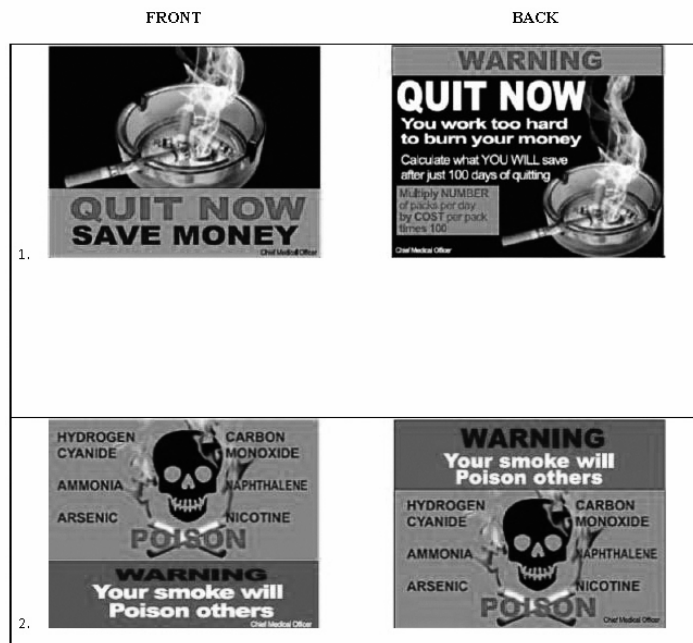 FRONT
BACK
1.
QUIT NOW
SAVE MONEY
Chief Medical Officer
WARNING
QUIT NOW
You work too hard
to burn your money
Calculate what YOU WILL save
after just 100 days of quitting
Multiply NUMBER
of packs per day
by COST per pack
times 100
Chief Medical Officer
2.
HYDROGEN
CYANIDE
CARBON
MONOXIDE
AMMONIA
NAPHTHALENE
ARSENIC
NICOTINE
POISON
WARNING
Your smoke will
Poison others
Chief Medical Officer
WARNING
Your smoke will
Poison others
HYDROGEN
CYANIDE
CARBON
MONOXIDE
AMMONIA
NAPHTHALENE
ARSENIC
NICOTINE
POISON
Chief Medical Officer